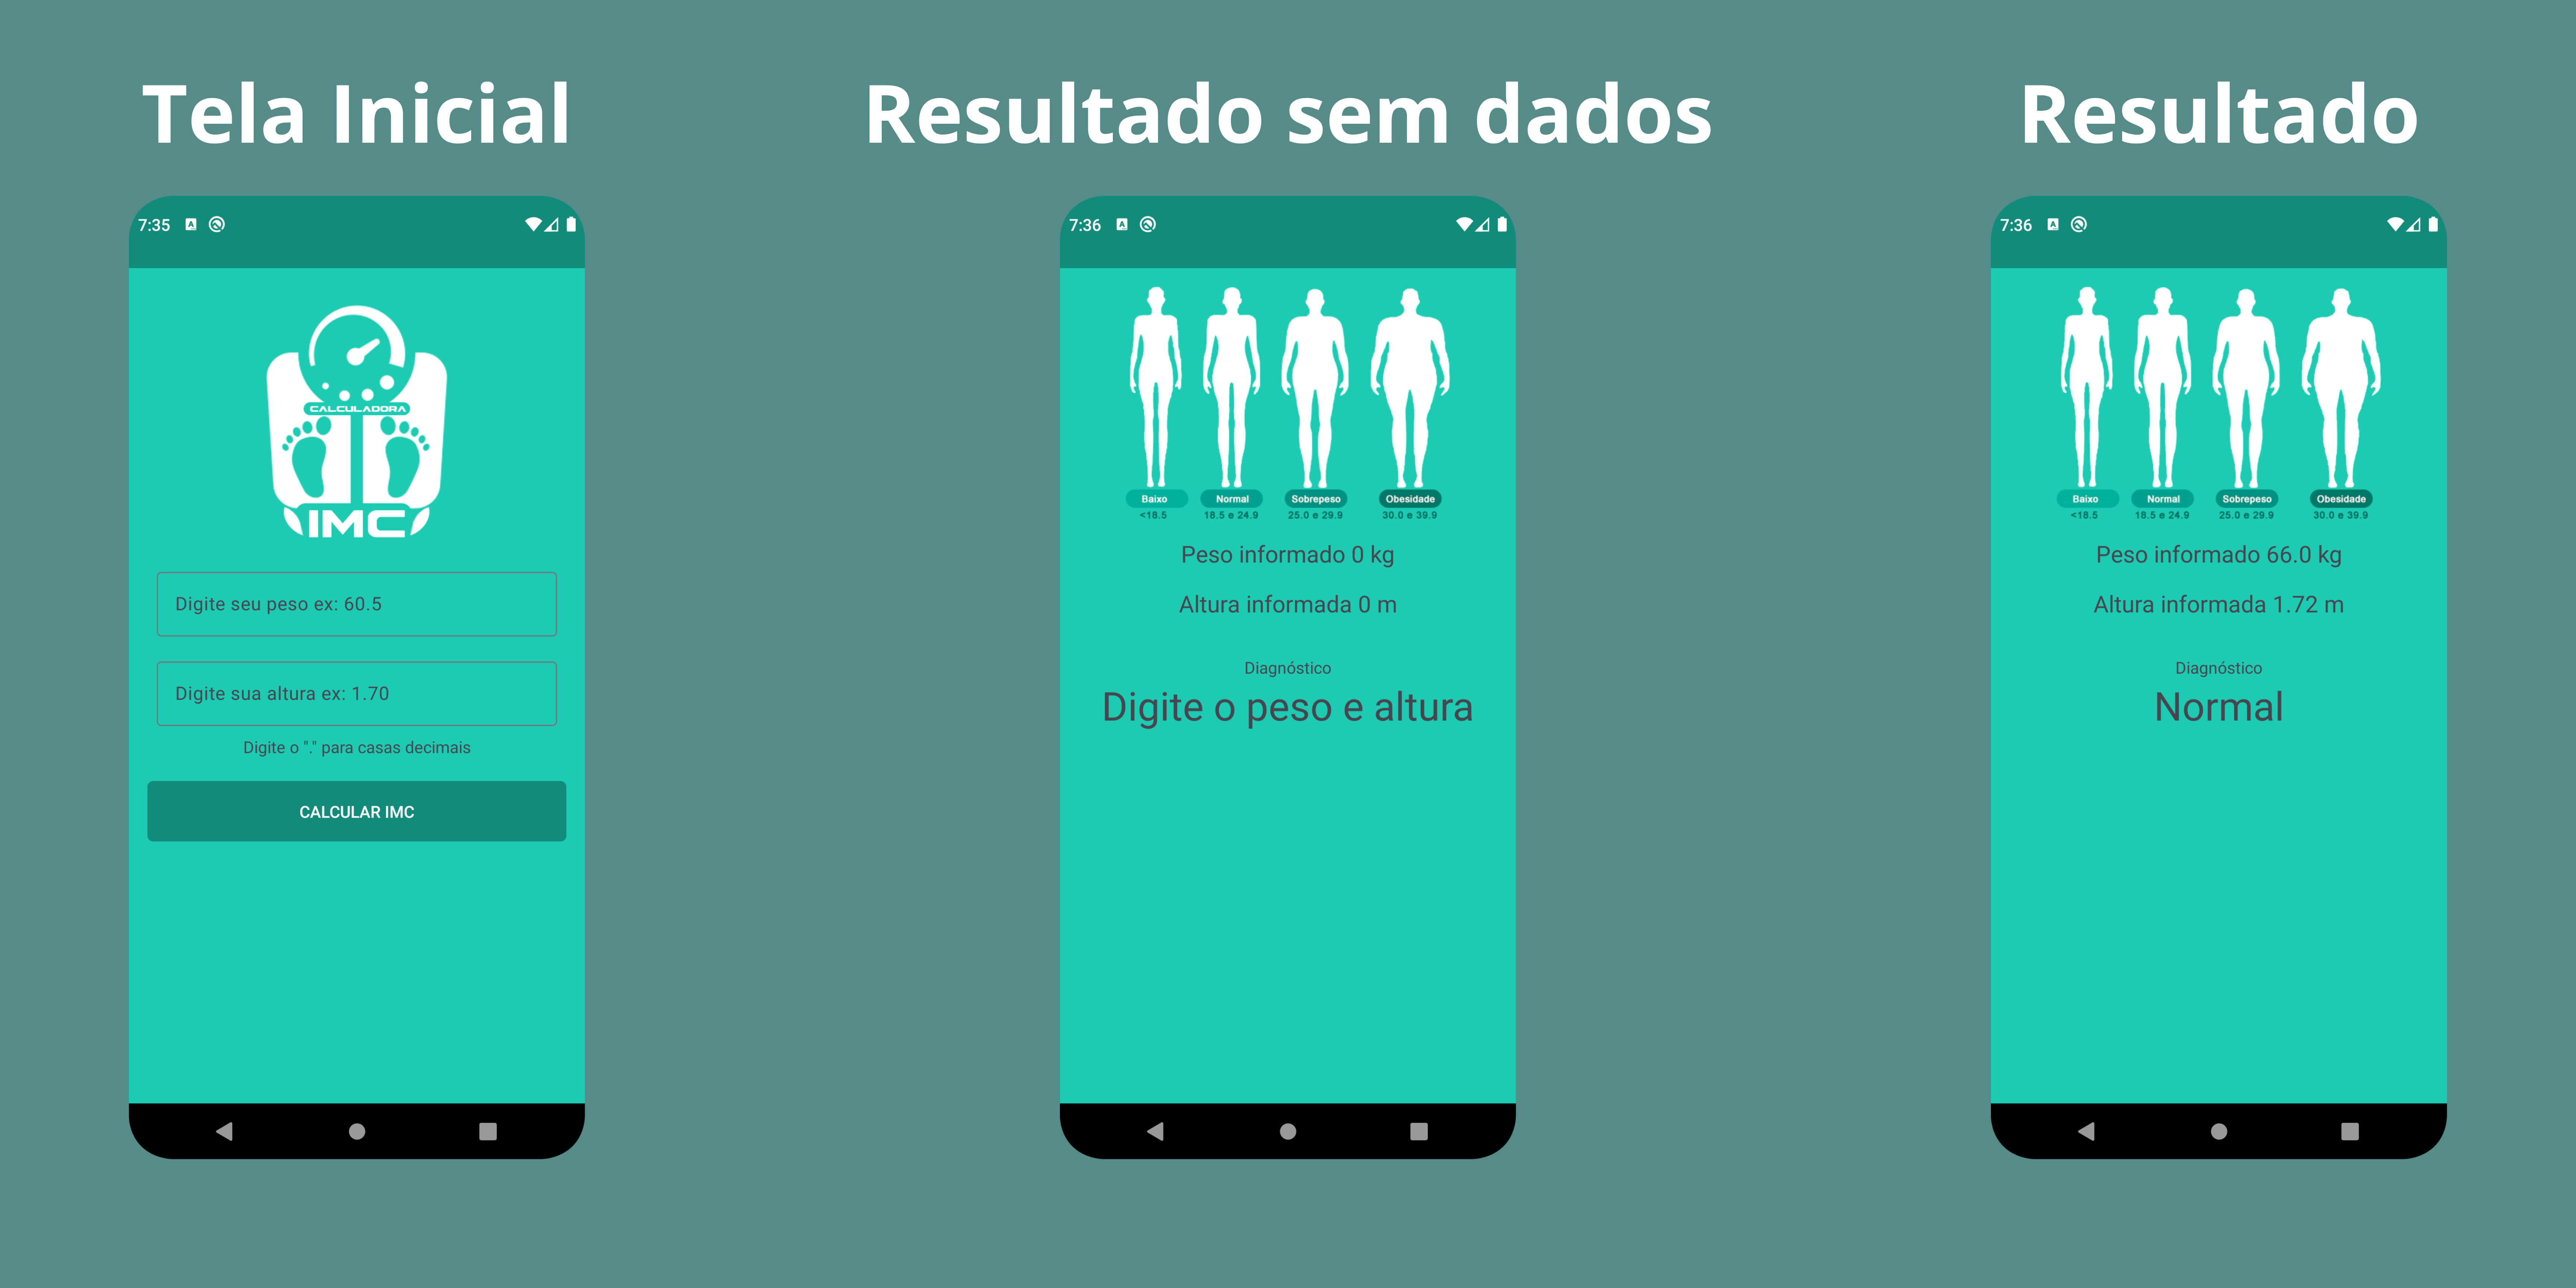 Tela Inicial
7:35
CALCULADORA
IMC
Digite seu peso ex: 60.5
Digite sua altura ex: 1.70
Digite o "." para casas decimais
CALCULAR IMC
Resultado sem dados
7:36
Baixo Normal Sobrepeso Obesidade
<18.5 18.5 e 24.9 25.0 e 29.9 30.0 e 39.9
Peso informado 0 kg
Altura informada 0 m
Diagnóstico
Digite o peso e altura
Resultado
7:36
Baixo Normal Sobrepeso Obesidade
<18.5 18.5 e 24.9 25.0 e 29.9 30.0 e 39.9
Peso informado 66.0 kg
Altura informada 1.72 m
Diagnóstico
Normal